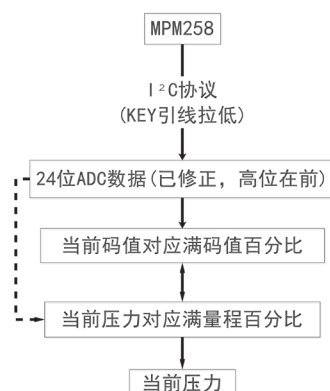 MPM258
I²C协议
(KEY引线拉低)
24位ADC数据(已修正，高位在前)
当前码值对应满码值百分比
当前压力对应满量程百分比
当前压力